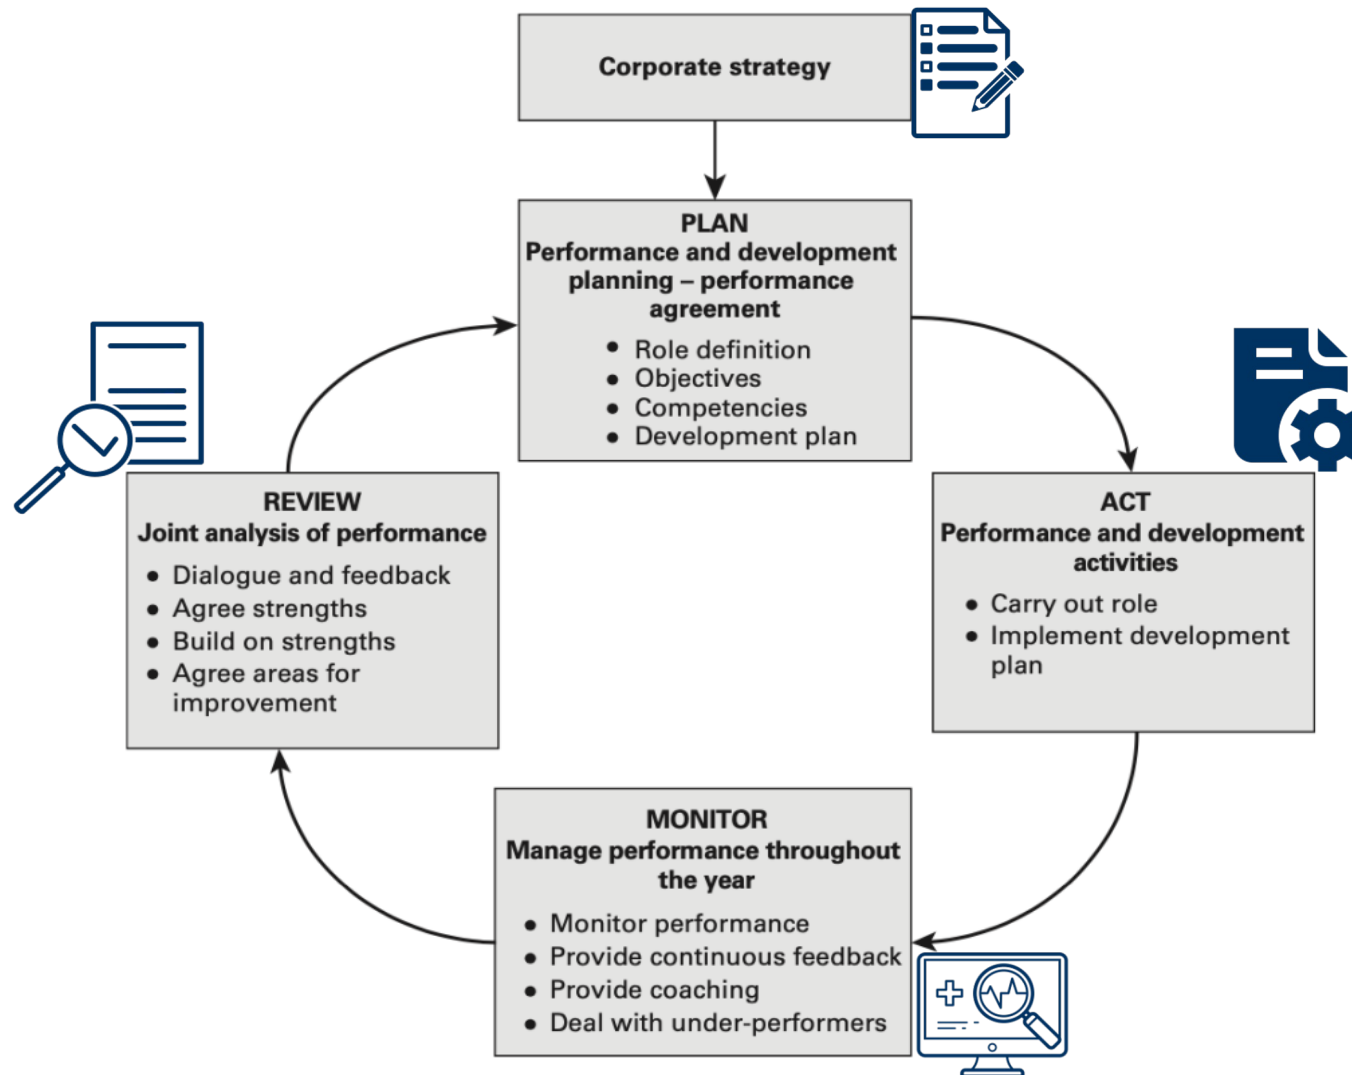 Corporate strategy
PLAN
Performance and development
planning – performance
agreement
• Role definition
• Objectives
• Competencies
• Development plan
REVIEW
Joint analysis of performance
• Dialogue and feedback
• Agree strengths
• Build on strengths
• Agree areas for
improvement
ACT
Performance and development
activities
• Carry out role
• Implement development
plan
MONITOR
Manage performance throughout
the year
• Monitor performance
• Provide continuous feedback
• Provide coaching
• Deal with under-performers